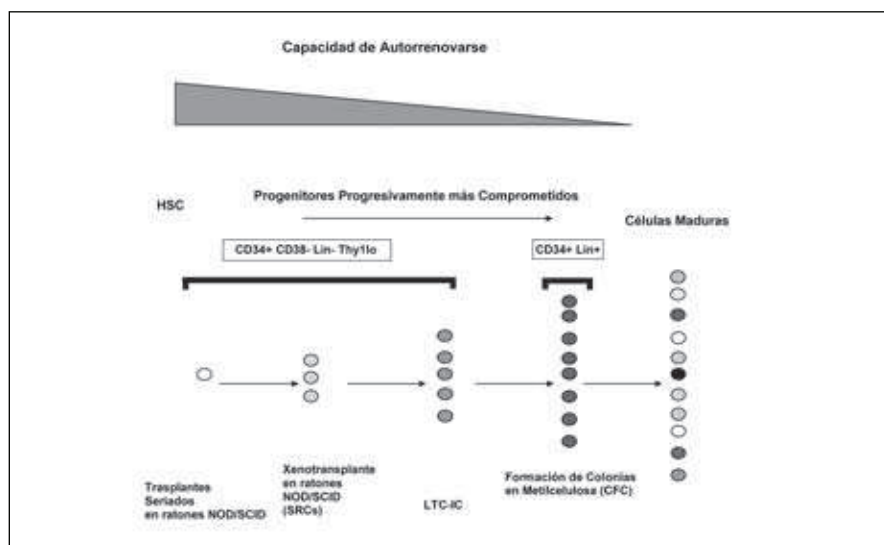 Capacidad de Autorrenovarse
HSC
Progenitores Progresivamente más Comprometidos
Células Maduras
CD34+ CD38- Lin- Thy1lo
CD34+ Lin+
Trasplantes
Seriados
en ratones NOD/SCID
Xenotransplante
en ratones
NOD/SCID
(SRCs)
LTC-IC
Formación de Colonias
en Metilcelulosa (CFC)